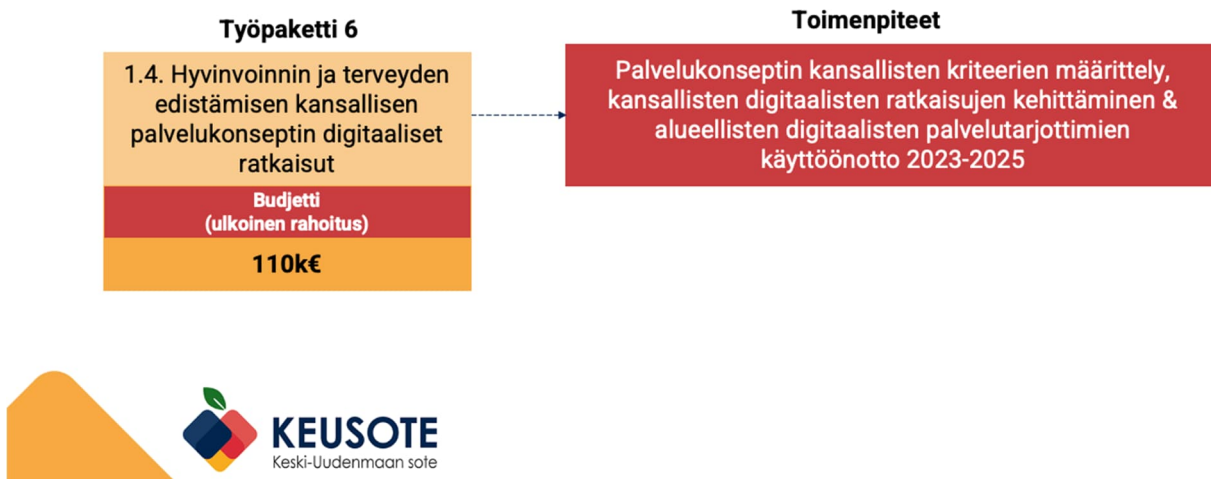 Työpaketti 6
1.4. Hyvinvoinnin ja terveyden
edistämisen kansallisen
palvelukonseptin digitaaliset
ratkaisut
Budjetti
(ulkoinen rahoitus)
110k€
Toimenpiteet
Palvelukonseptin kansallisten kriteerien määrittely,
kansallisten digitaalisten ratkaisujen kehittäminen &
alueellisten digitaalisten palvelutarjottimien
käyttöönotto 2023-2025
KEUSOTE
Keski-Uudenmaan sote